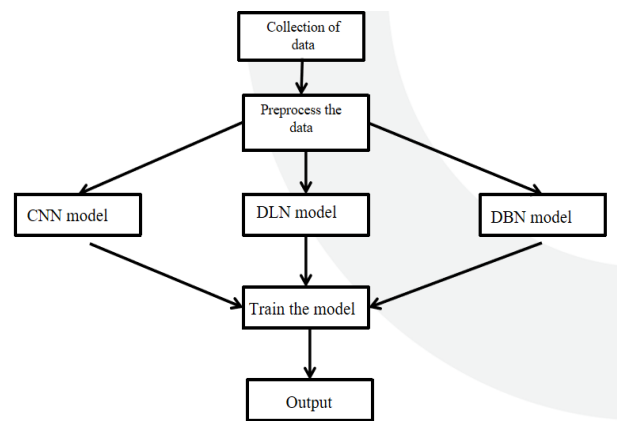 Collection of
data
Preprocess the
data
CNN model
DLN model
DBN model
Train the model
Output